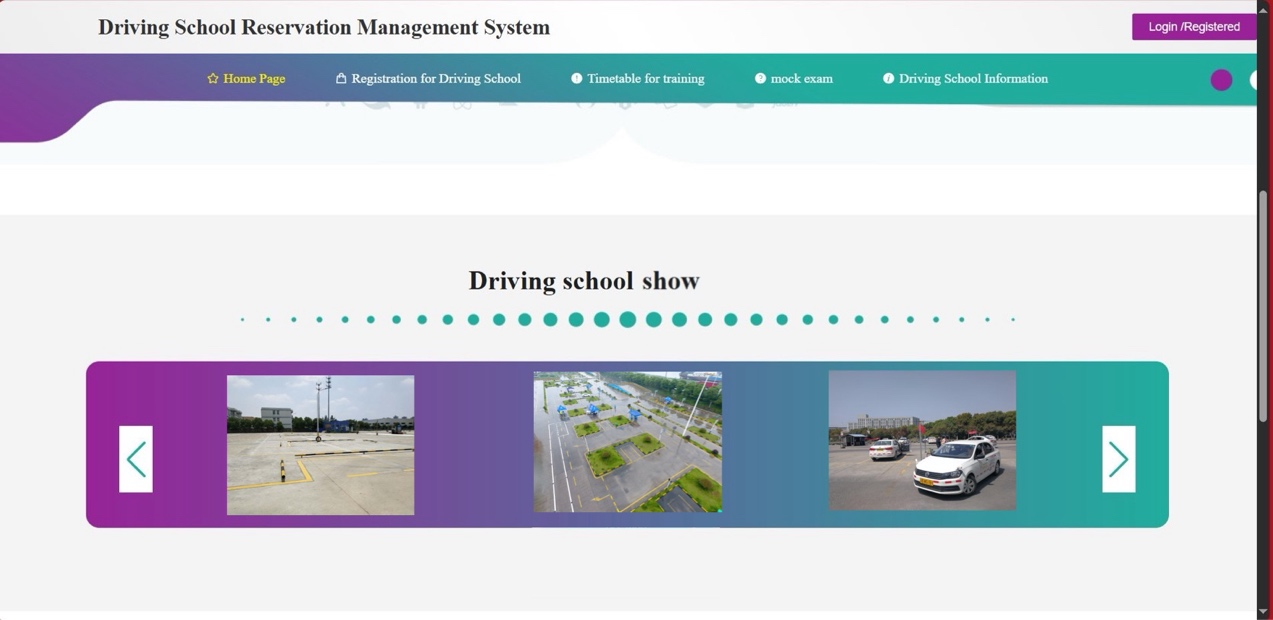 Driving School Reservation Management System
Login /Registered
Home Page
Registration for Driving School
Timetable for training
mock exam
Driving School Information
Driving school show